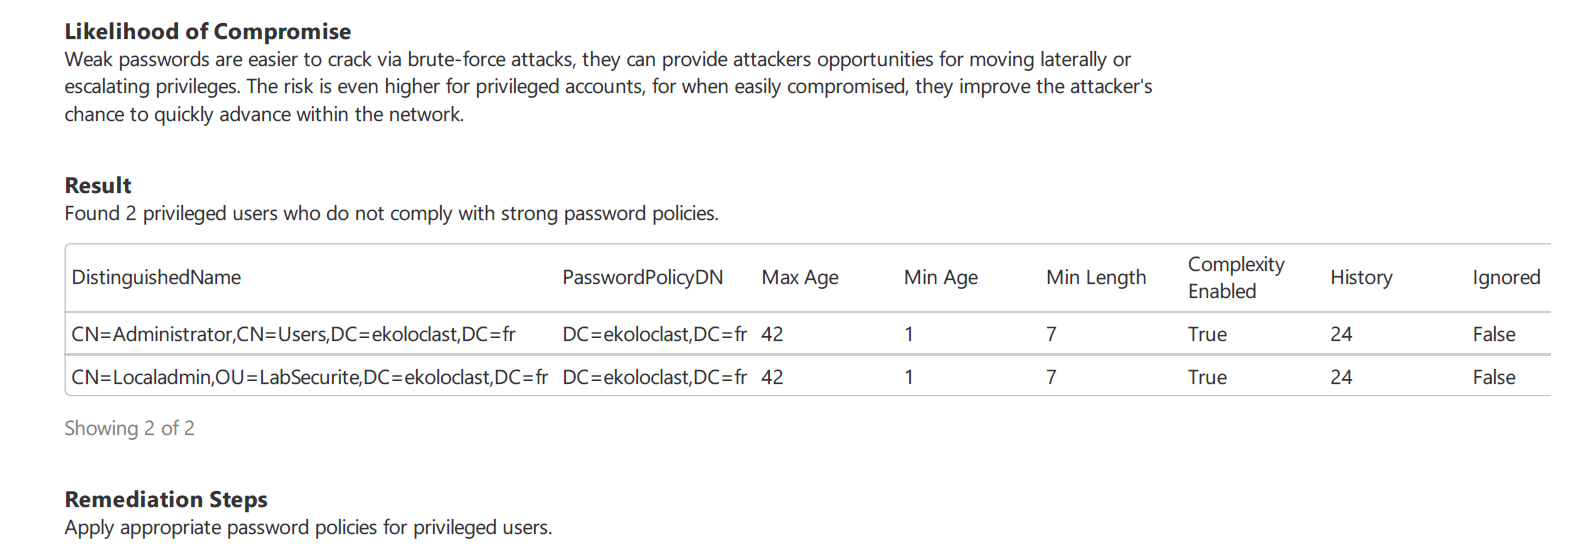 Likelihood of Compromise
Weak passwords are easier to crack via brute-force attacks, they can provide attackers opportunities for moving laterally or
escalating privileges. The risk is even higher for privileged accounts, for when easily compromised, they improve the attacker's
chance to quickly advance within the network.
Result
Found 2 privileged users who do not comply with strong password policies.
DistinguishedName PasswordPolicyDN Max Age Min Age Min Length Complexity Enabled History Ignored
CN=Administrator,CN=Users,DC=ekoloclast,DC=fr DC=ekoloclast,DC=fr 42 1 7 True 24 False
CN=Localadmin,OU=LabSecurite,DC=ekoloclast,DC=fr DC=ekoloclast,DC=fr 42 1 7 True 24 False
Showing 2 of 2
Remediation Steps
Apply appropriate password policies for privileged users.